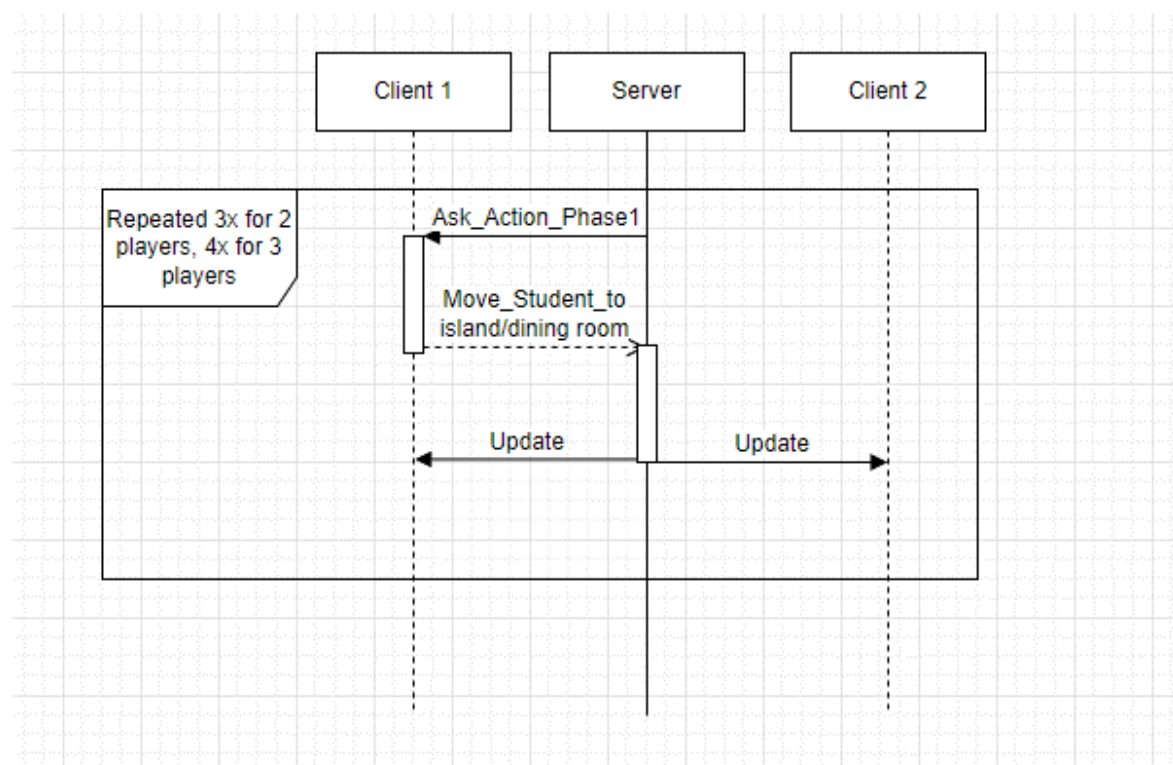 Client 1
Server
Client 2
Repeated 3x for 2
players, 4x for 3
players
Ask_Action_Phase1
Move_Student_to
island/dining room
Update
Update